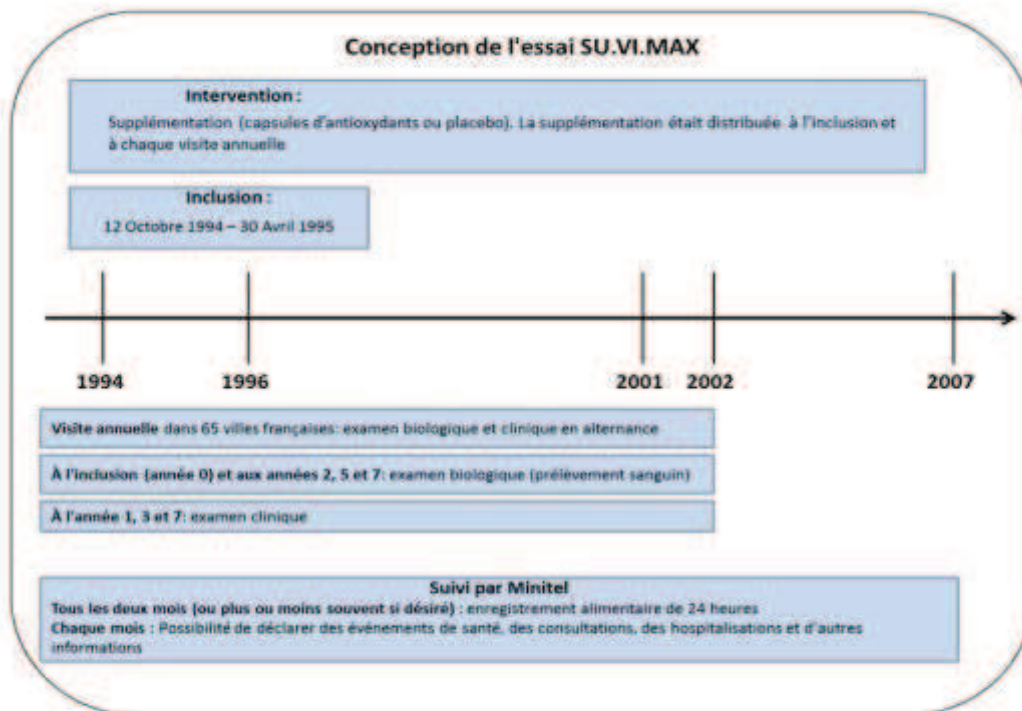 Conception de l'essai SU.VI.MAX
Intervention :
Supplémentation (capsules d'antioxydants ou placebo). La supplémentation était distribuée à l'inclusion et
à chaque visite annuelle
Inclusion :
12 Octobre 1994 – 30 Avril 1995
1994 1996 2001 2002 2007
Visite annuelle dans 65 villes françaises: examen biologique et clinique en alternance
À l'inclusion (année 0) et aux années 2, 5 et 7: examen biologique (prélèvement sanguin)
À l'année 1, 3 et 7: examen clinique
Suivi par Minitel
Tous les deux mois (ou plus ou moins souvent si désiré) : enregistrement alimentaire de 24 heures
Chaque mois : Possibilité de déclarer des événements de santé, des consultations, des hospitalisations et d'autres
informations